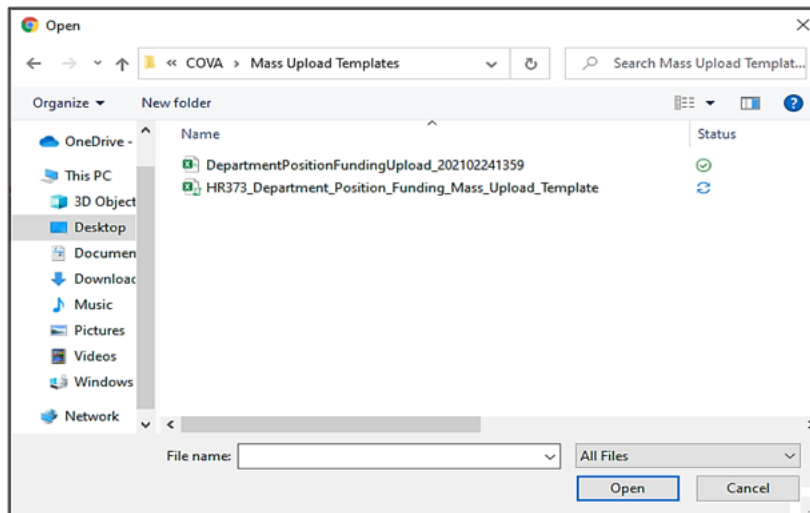 Open
« COVA > Mass Upload Templates
Search Mass Upload Templat...
Organize
New folder
Name
Status
OneDrive -
This PC
3D Object
Desktop
Documen
Downloac
Music
Pictures
Videos
Windows
Network
DepartmentPositionFundingUpload_202102241359
HR373_Department_Position_Funding_Mass_Upload_Template
File name:
All Files
Open
Cancel